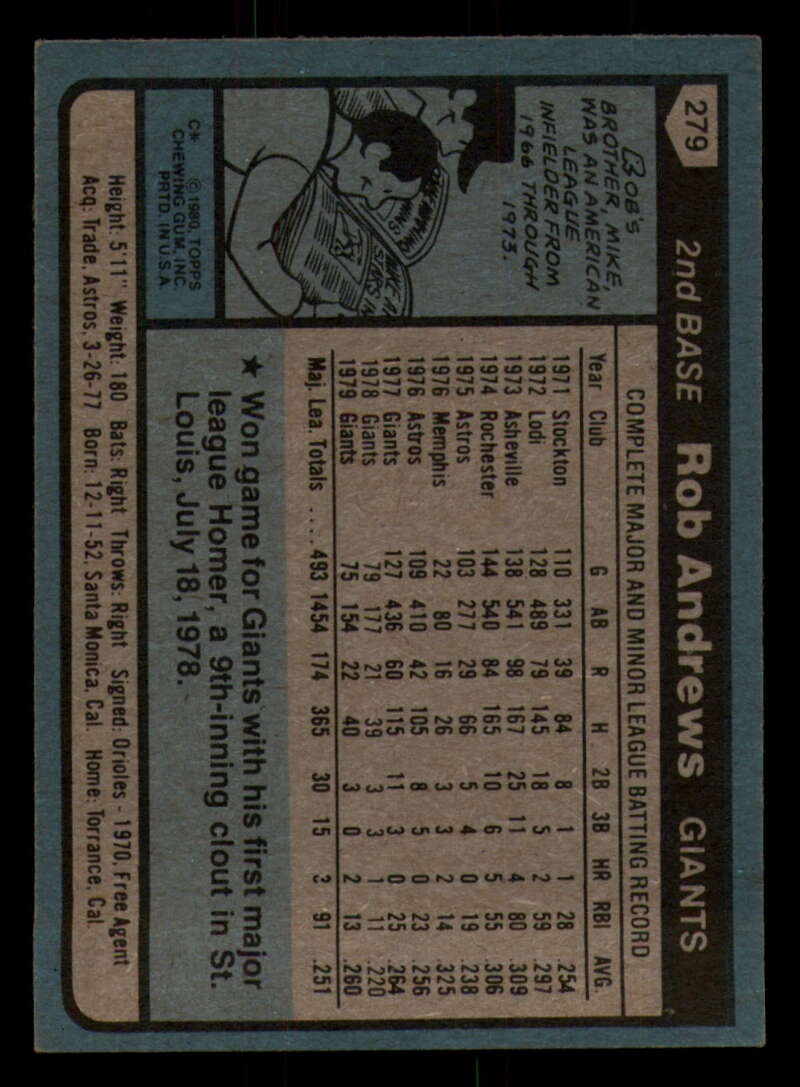 279
2nd BASE Rob Andrews GIANTS
BOB'S
BROTHER, MIKE,
WAS AN AMERICAN
LEAGUE
INFIELDER FROM
1966 THROUGH
1973.
C* © 1980, TOPPS
CHEWING GUM, INC.
PRTD. IN U.S.A.
COMPLETE MAJOR AND MINOR LEAGUE BATTING RECORD
Year Club G AB R H 2B 3B HR RBI AVG.
1971 Stockton 110 331 39 84 8 1 1 28 .254
1972 Lodi 128 489 79 145 18 5 2 59 .297
1973 Asheville 138 541 98 167 25 11 4 80 .309
1974 Rochester 144 540 84 165 10 6 5 55 .306
1975 Astros 103 277 29 66 5 4 0 19 .238
1976 Memphis 22 80 16 26 3 3 2 14 .325
1976 Astros 109 410 42 105 8 5 0 23 .256
1977 Giants 127 436 60 115 11 3 0 25 .264
1978 Giants 79 177 21 39 3 3 1 11 .220
1979 Giants 75 154 22 40 3 0 2 13 .260
Maj. Lea. Totals .... 493 1454 174 365 30 15 3 91 .251
★ Won game for Giants with his first major
league Homer, a 9th-inning clout in St.
Louis, July 18, 1978.
Height: 5'11" Weight: 180 Bats: Right Throws: Right Signed: Orioles - 1970, Free Agent
Acq: Trade, Astros, 3-26-77 Born: 12-11-52, Santa Monica, Cal. Home: Torrance, Cal.